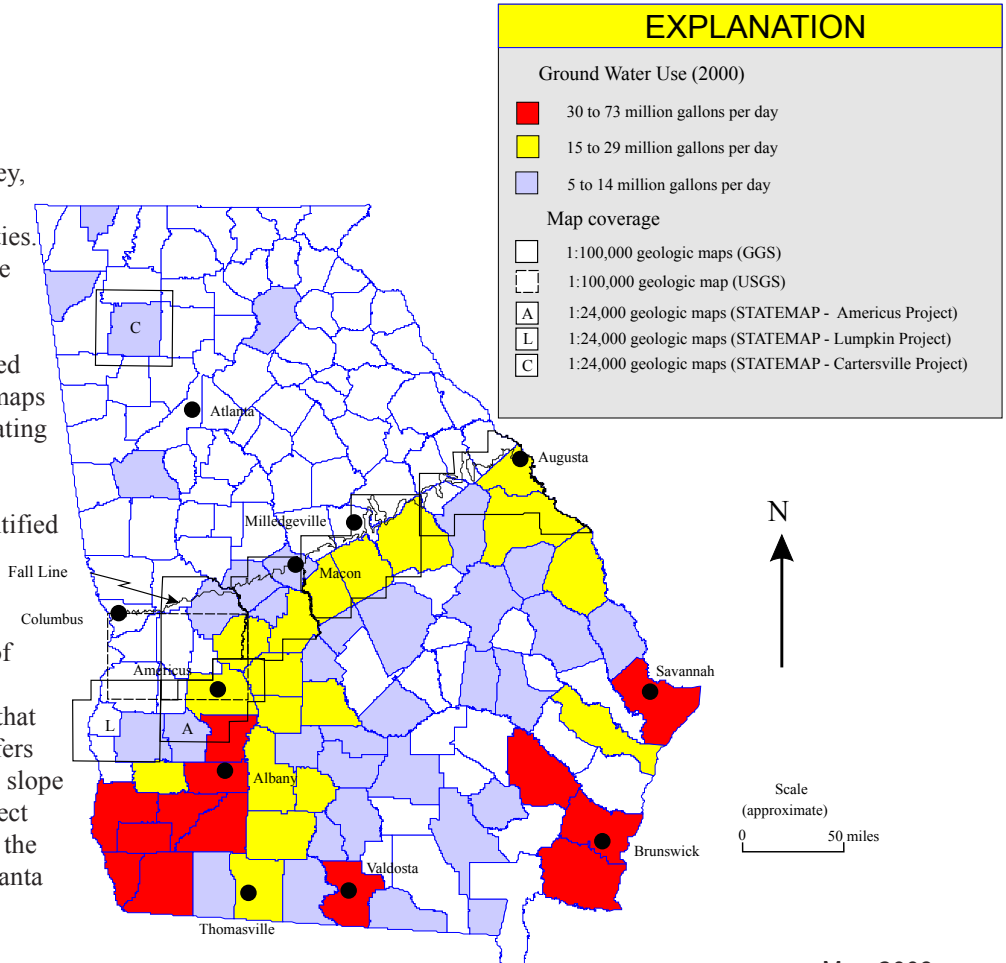 EXPLANATION
Ground Water Use (2000)
30 to 73 million gallons per day
15 to 29 million gallons per day
5 to 14 million gallons per day
Map coverage
1:100,000 geologic maps (GGS)
1:100,000 geologic map (USGS)
A 1:24,000 geologic maps (STATEMAP - Americus Project)
L 1:24,000 geologic maps (STATEMAP - Lumpkin Project)
C 1:24,000 geologic maps (STATEMAP - Cartersville Project)
ey,
ties.
e
ed
maps
ating
ntified
of
that
fers
slope
ect
the
anta
C
Atlanta
Augusta
Milledgeville
Macon
Fall Line
Columbus
Americus
L
A
Albany
Savannah
Brunswick
Valdosta
Thomasville
N
Scale
(approximate)
0 50 miles